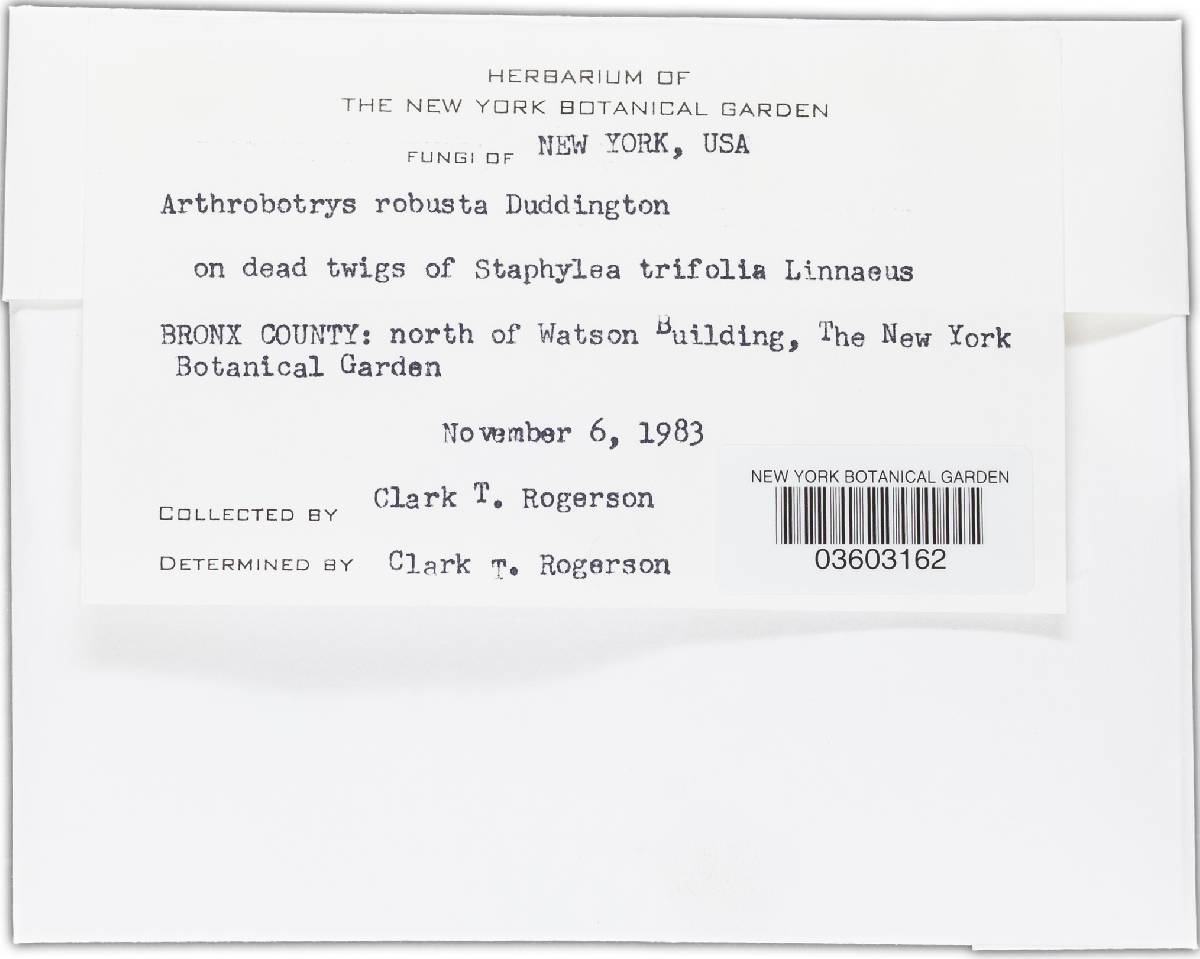 HERBARIUM OF
THE NEW YORK BOTANICAL GARDEN
FUNGI OF NEW YORK, USA
Arthrobotrys robusta Duddington
on dead twigs of Staphylea trifolia Linnaeus
BRONX COUNTY: north of Watson Building, The New York
Botanical Garden
November 6, 1983
COLLECTED BY Clark T. Rogerson
DETERMINED BY Clark T. Rogerson
NEW YORK BOTANICAL GARDEN
03603162